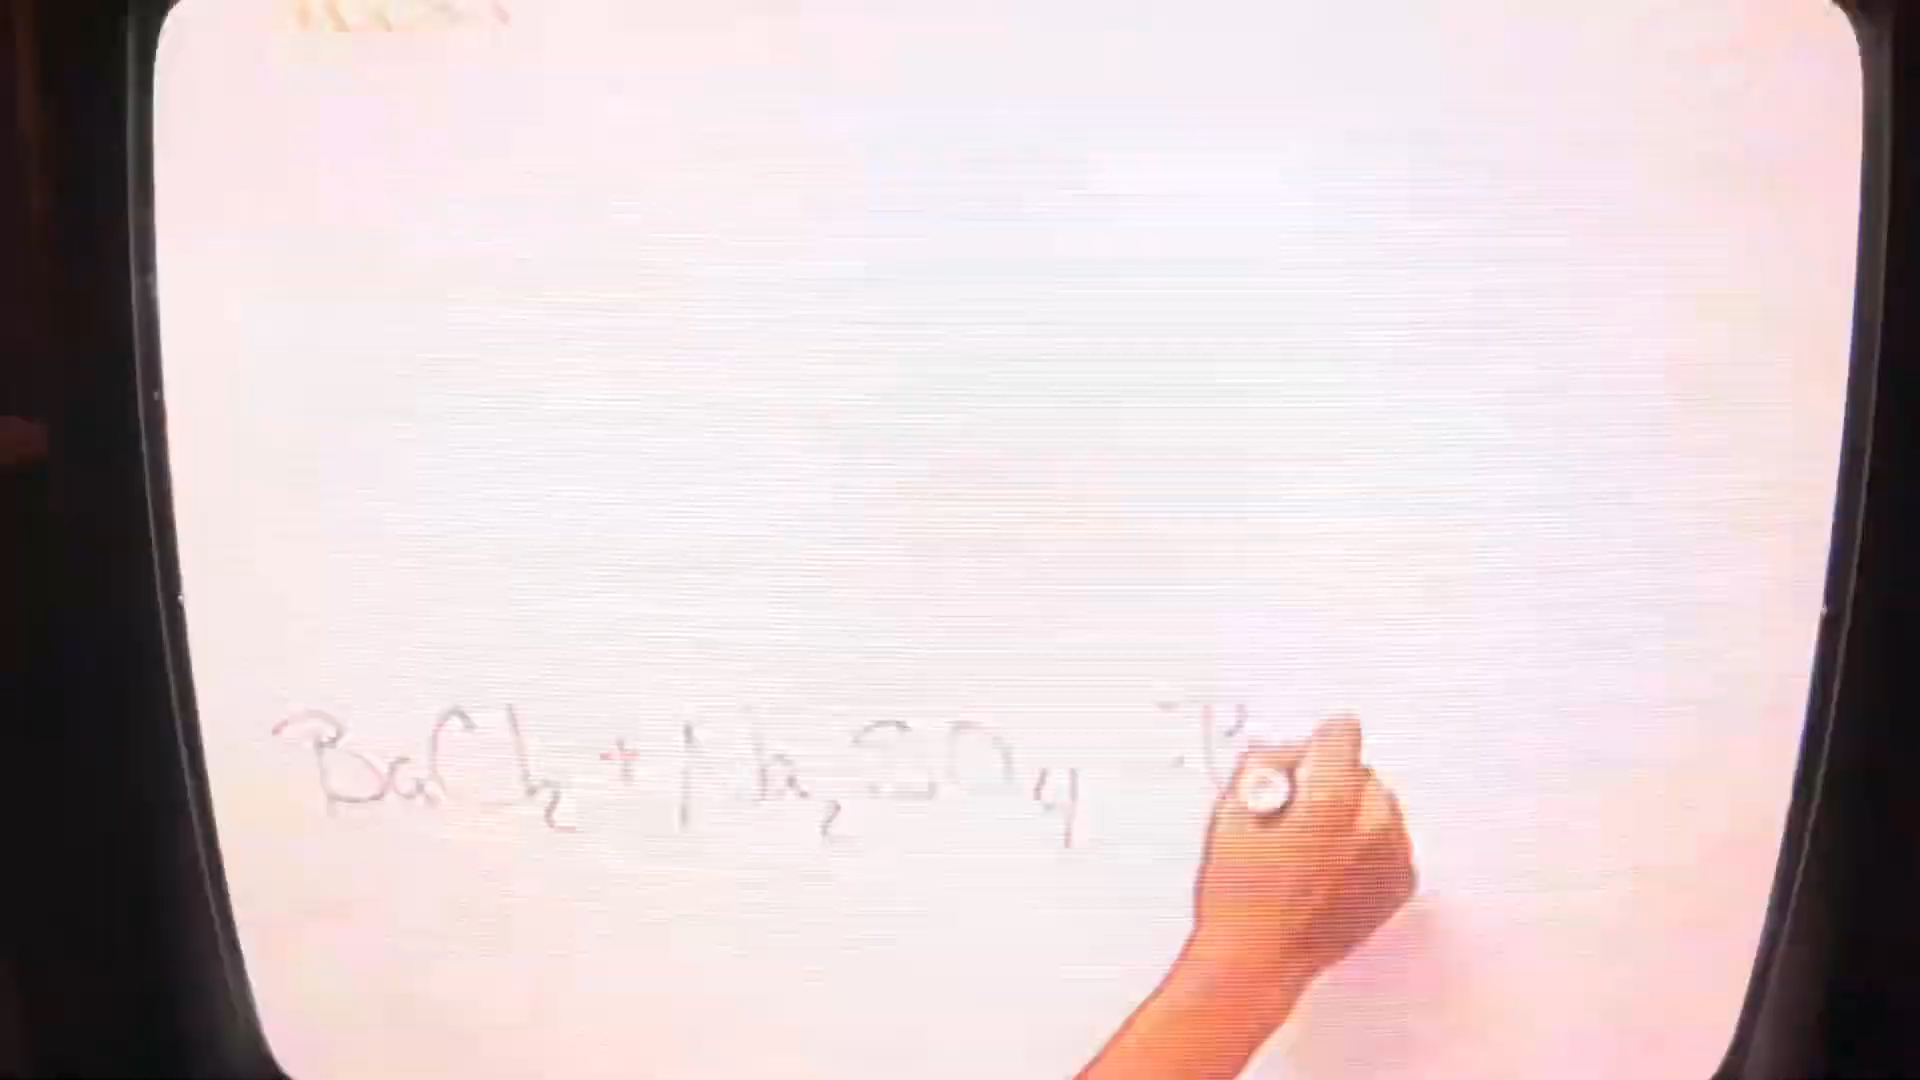 BaCl₂ + Na₂SO₄